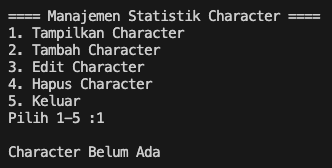 ==== Manajemen Statistik Character ====
1. Tampilkan Character
2. Tambah Character
3. Edit Character
4. Hapus Character
5. Keluar
Pilih 1-5 :1
Character Belum Ada